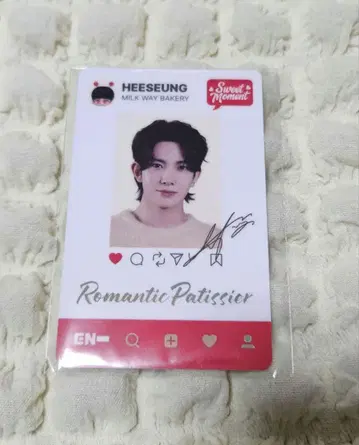 HEESEUNG
MILK WAY BAKERY
Sweet
Moment
Romantic Patissier
EN-